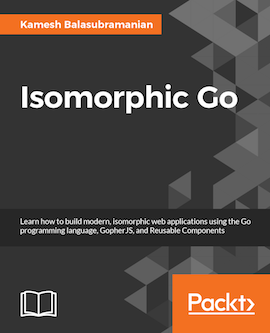 Kamesh Balasubramanian
Isomorphic Go
Learn how to build modern, isomorphic web applications using the Go
programming language, GopherJS, and Reusable Components
Packt>